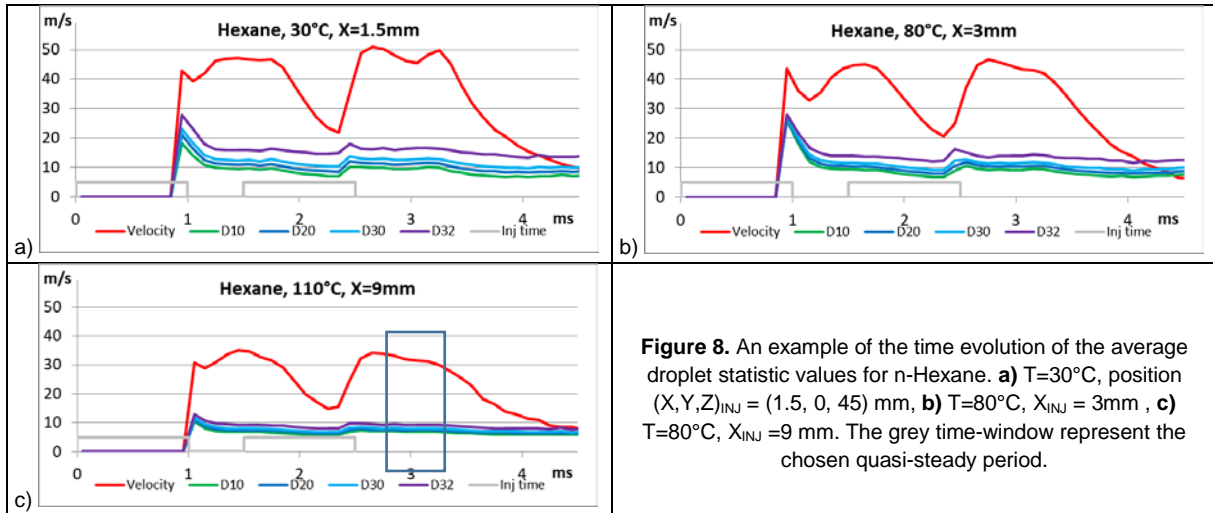 m/s
Hexane, 30°C, X=1.5mm
50
40
30
20
10
0
0 1 2 3 4 ms
Velocity D10 D20 D30 D32 Inj time
a)
m/s
Hexane, 80°C, X=3mm
50
40
30
20
10
0
0 1 2 3 4 ms
Velocity D10 D20 D30 D32 Inj time
b)
m/s
Hexane, 110°C, X=9mm
50
40
30
20
10
0
0 1 2 3 4 ms
Velocity D10 D20 D30 D32 Inj time
c)
Figure 8. An example of the time evolution of the average
droplet statistic values for n-Hexane. a) T=30°C, position
(X,Y,Z)INJ = (1.5, 0, 45) mm, b) T=80°C, XINJ = 3mm , c)
T=80°C, XINJ =9 mm. The grey time-window represent the
chosen quasi-steady period.